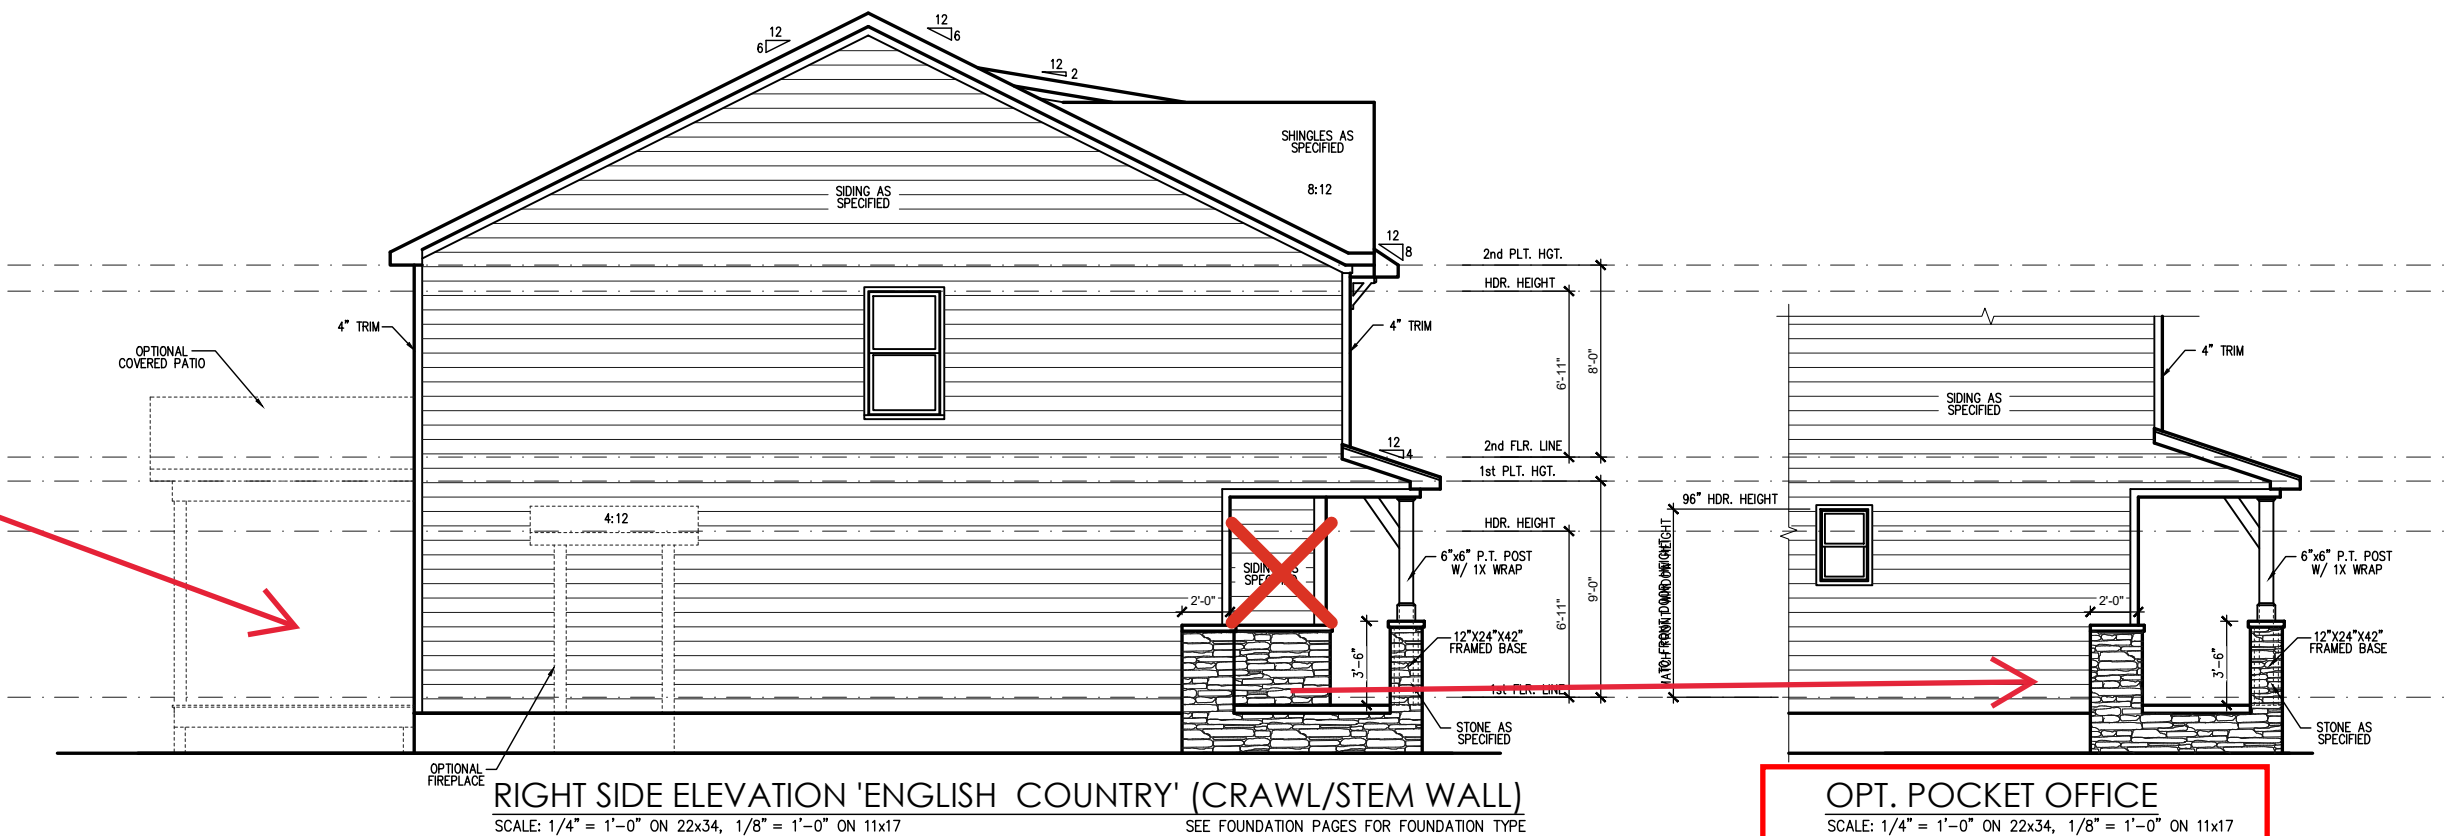 12
6
12
6
12
2
SHINGLES AS
SPECIFIED
8:12
SIDING AS
SPECIFIED
12
8
2nd PLT. HGT.
HDR. HEIGHT
4" TRIM
4" TRIM
OPTIONAL
COVERED PATIO
6'-11"
8'-0"
12
4
2nd FLR. LINE
1st PLT. HGT.
4:12
HDR. HEIGHT
6"x6" P.T. POST
W/ 1X WRAP
2'-0"
6'-11"
9'-0"
12"X24"X42"
FRAMED BASE
3'-6"
1st FLR. LINE
STONE AS
SPECIFIED
OPTIONAL
FIREPLACE
RIGHT SIDE ELEVATION 'ENGLISH COUNTRY' (CRAWL/STEM WALL)
SCALE: 1/4" = 1'-0" ON 22x34, 1/8" = 1'-0" ON 11x17
SEE FOUNDATION PAGES FOR FOUNDATION TYPE
4" TRIM
SIDING AS
SPECIFIED
96" HDR. HEIGHT
6"x6" P.T. POST
W/ 1X WRAP
2'-0"
12"X24"X42"
FRAMED BASE
3'-6"
STONE AS
SPECIFIED
OPT. POCKET OFFICE
SCALE: 1/4" = 1'-0" ON 22x34, 1/8" = 1'-0" ON 11x17